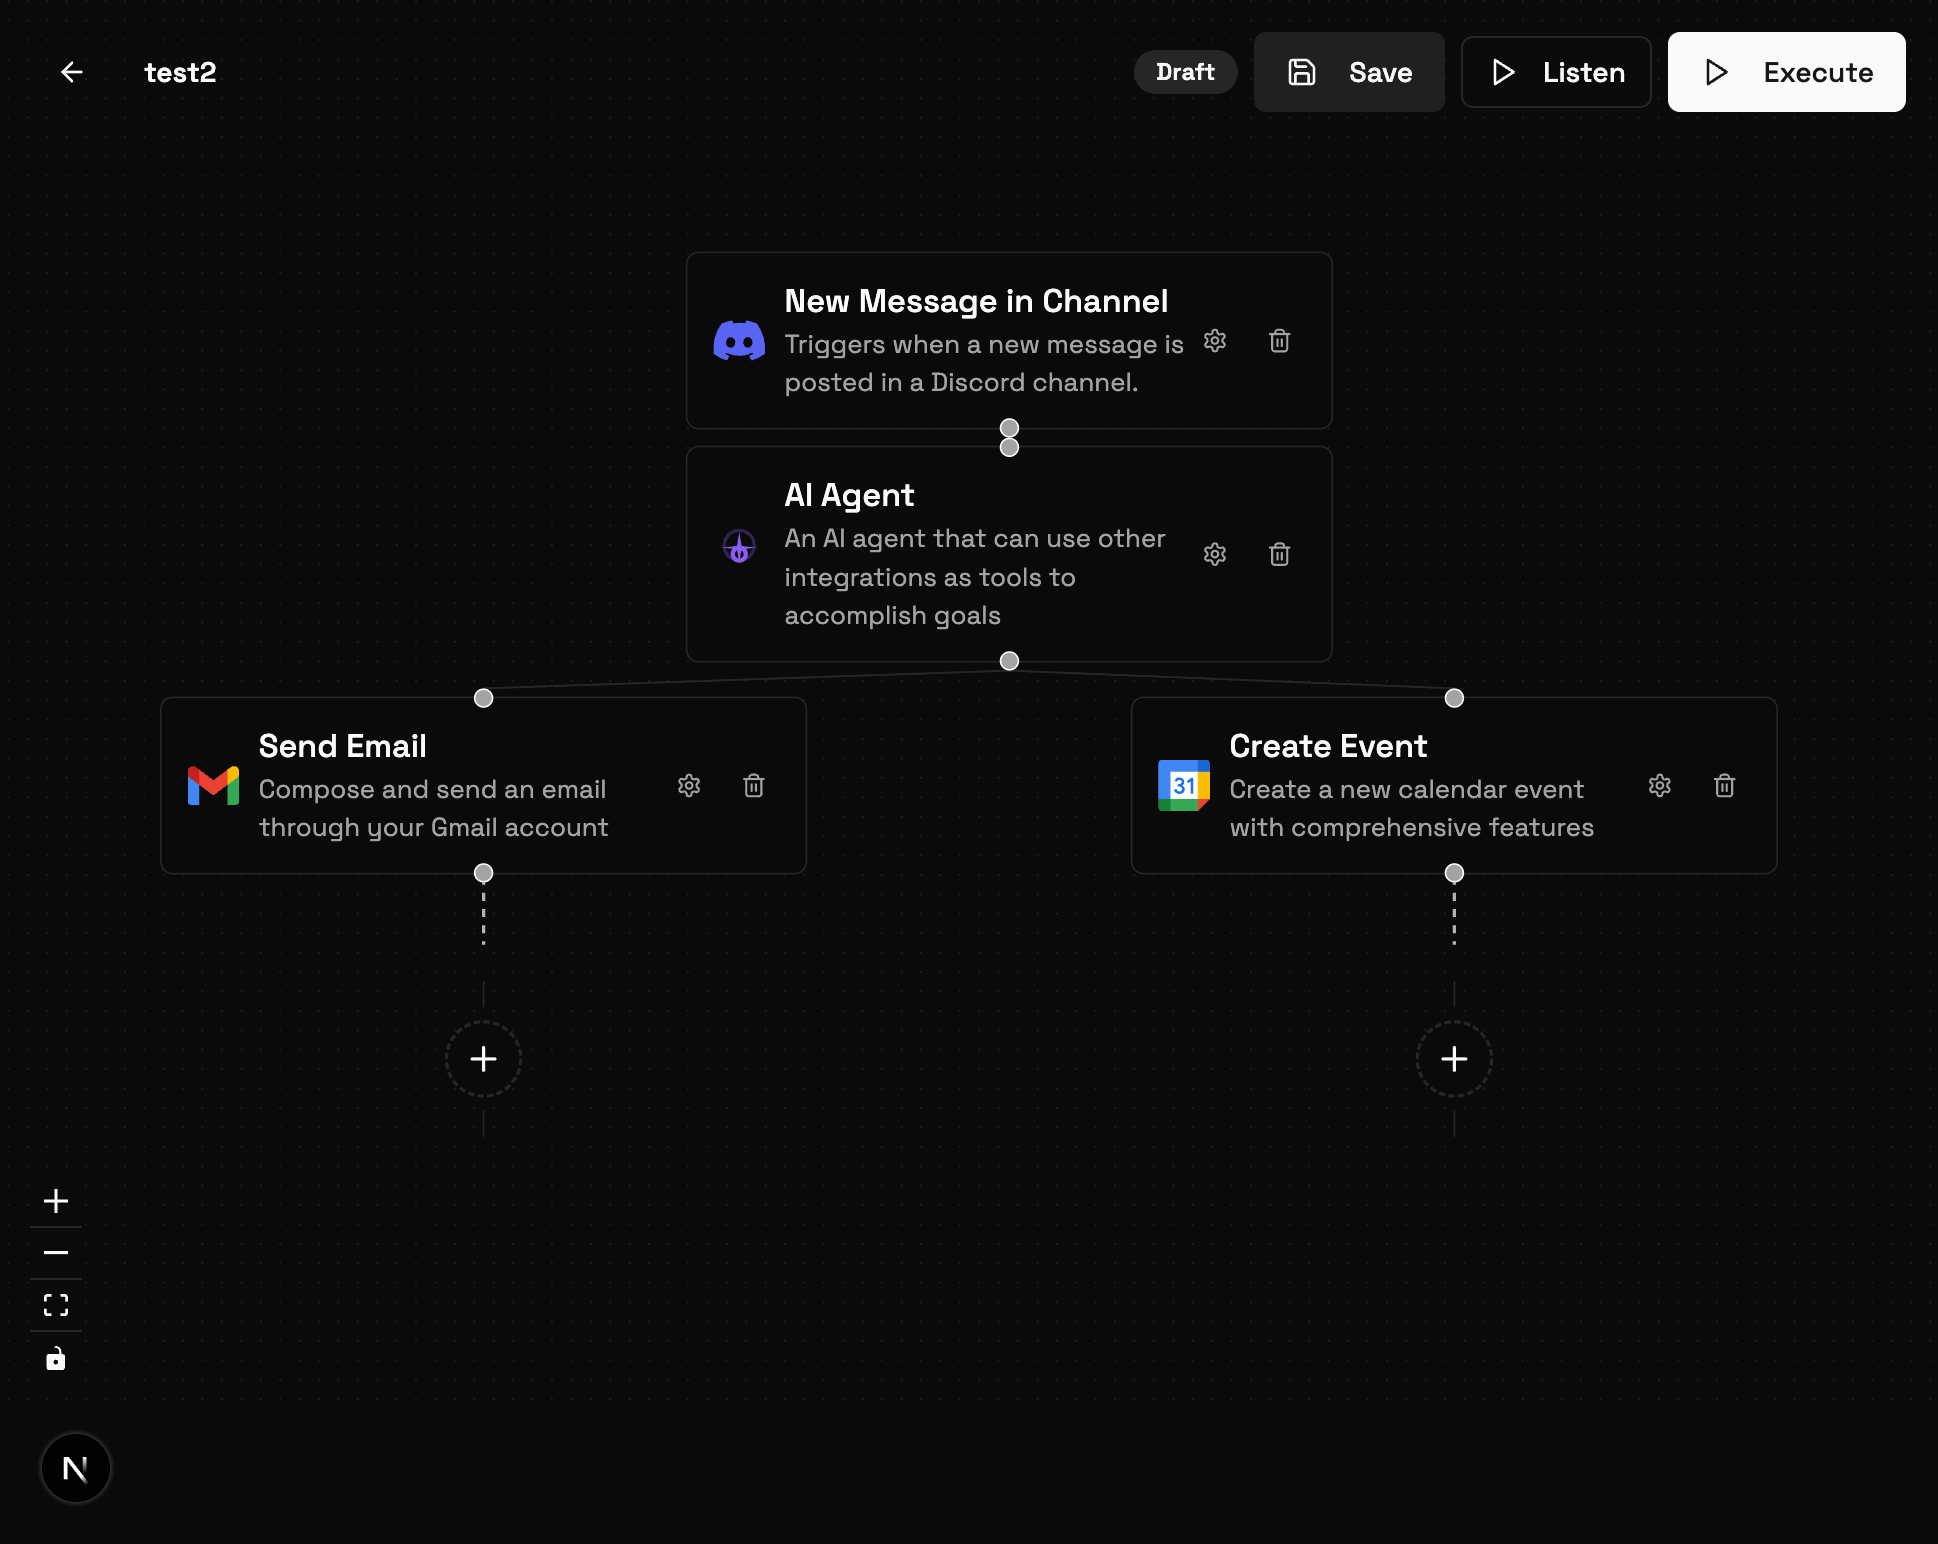 test2
Draft
Save
Listen
Execute
New Message in Channel
Triggers when a new message is
posted in a Discord channel.
AI Agent
An AI agent that can use other
integrations as tools to
accomplish goals
Send Email
Compose and send an email
through your Gmail account
31
Create Event
Create a new calendar event
with comprehensive features
N